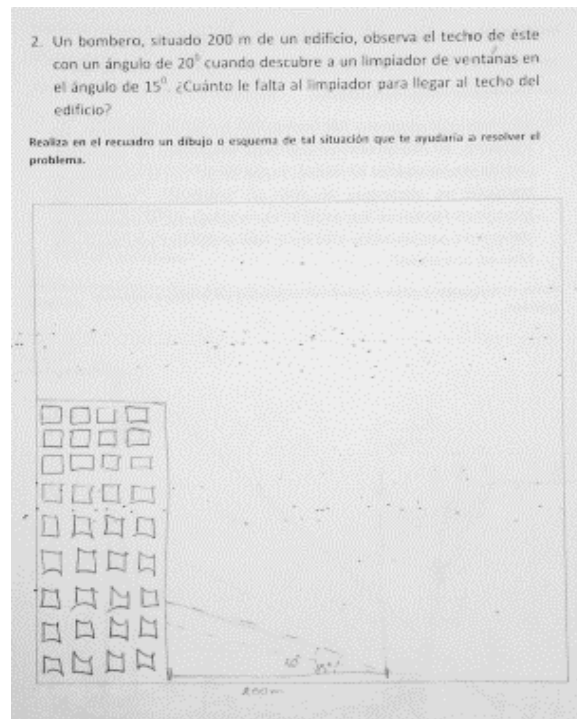 2. Un bombero, situado 200 m de un edificio, observa el techo de éste
con un ángulo de 20° cuando descubre a un limpiador de ventanas en
el ángulo de 15°. ¿Cuánto le falta al limpiador para llegar al techo del
edificio?
Realiza en el recuadro un dibujo o esquema de tal situación que te ayudaría a resolver el
problema.
200 m